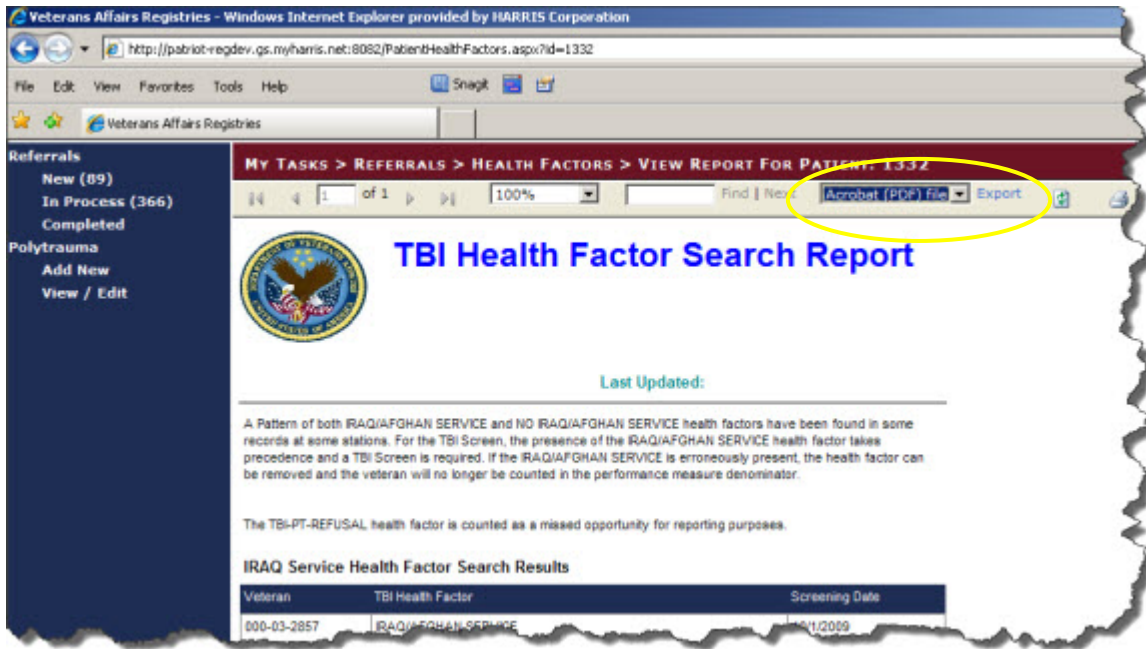 Veterans Affairs Registries - Windows Internet Explorer provided by HARRIS Corporation
http://patriot-regdev.gs.myharris.net:8082/PatientHealthFactors.aspx?id=1332
File Edit View Favorites Tools Help Snagit
Veterans Affairs Registries
Referrals
New (89)
In Process (366)
Completed
Polytrauma
Add New
View / Edit
MY TASKS > REFERRALS > HEALTH FACTORS > VIEW REPORT FOR PATIENT: 1332
1 of 1 100% Find | Next Acrobat (PDF) file Export
TBI Health Factor Search Report
Last Updated:
A Pattern of both IRAQ/AFGHAN SERVICE and NO IRAQ/AFGHAN SERVICE health factors have been found in some
records at some stations. For the TBI Screen, the presence of the IRAQ/AFGHAN SERVICE health factor takes
precedence and a TBI Screen is required. If the IRAQ/AFGHAN SERVICE is erroneously present, the health factor can
be removed and the veteran will no longer be counted in the performance measure denominator.
The TBI-PT-REFUSAL health factor is counted as a missed opportunity for reporting purposes.
IRAQ Service Health Factor Search Results
Veteran TBI Health Factor Screening Date
000-03-2857 IRAQ/AFGHAN SERVICE